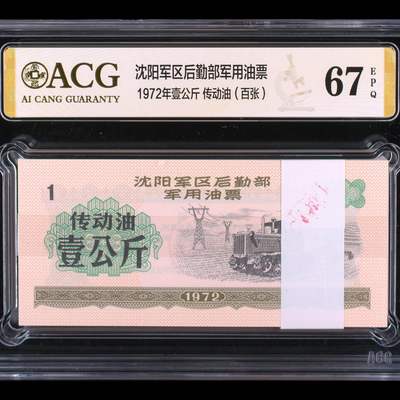 ACG
AI CANG GUARANTY
沈阳军区后勤部军用油票
1972年壹公斤 传动油（百张）
67
EPQ
1
沈阳军区后勤部
军用油票
传动油
壹公斤
1972
ACG